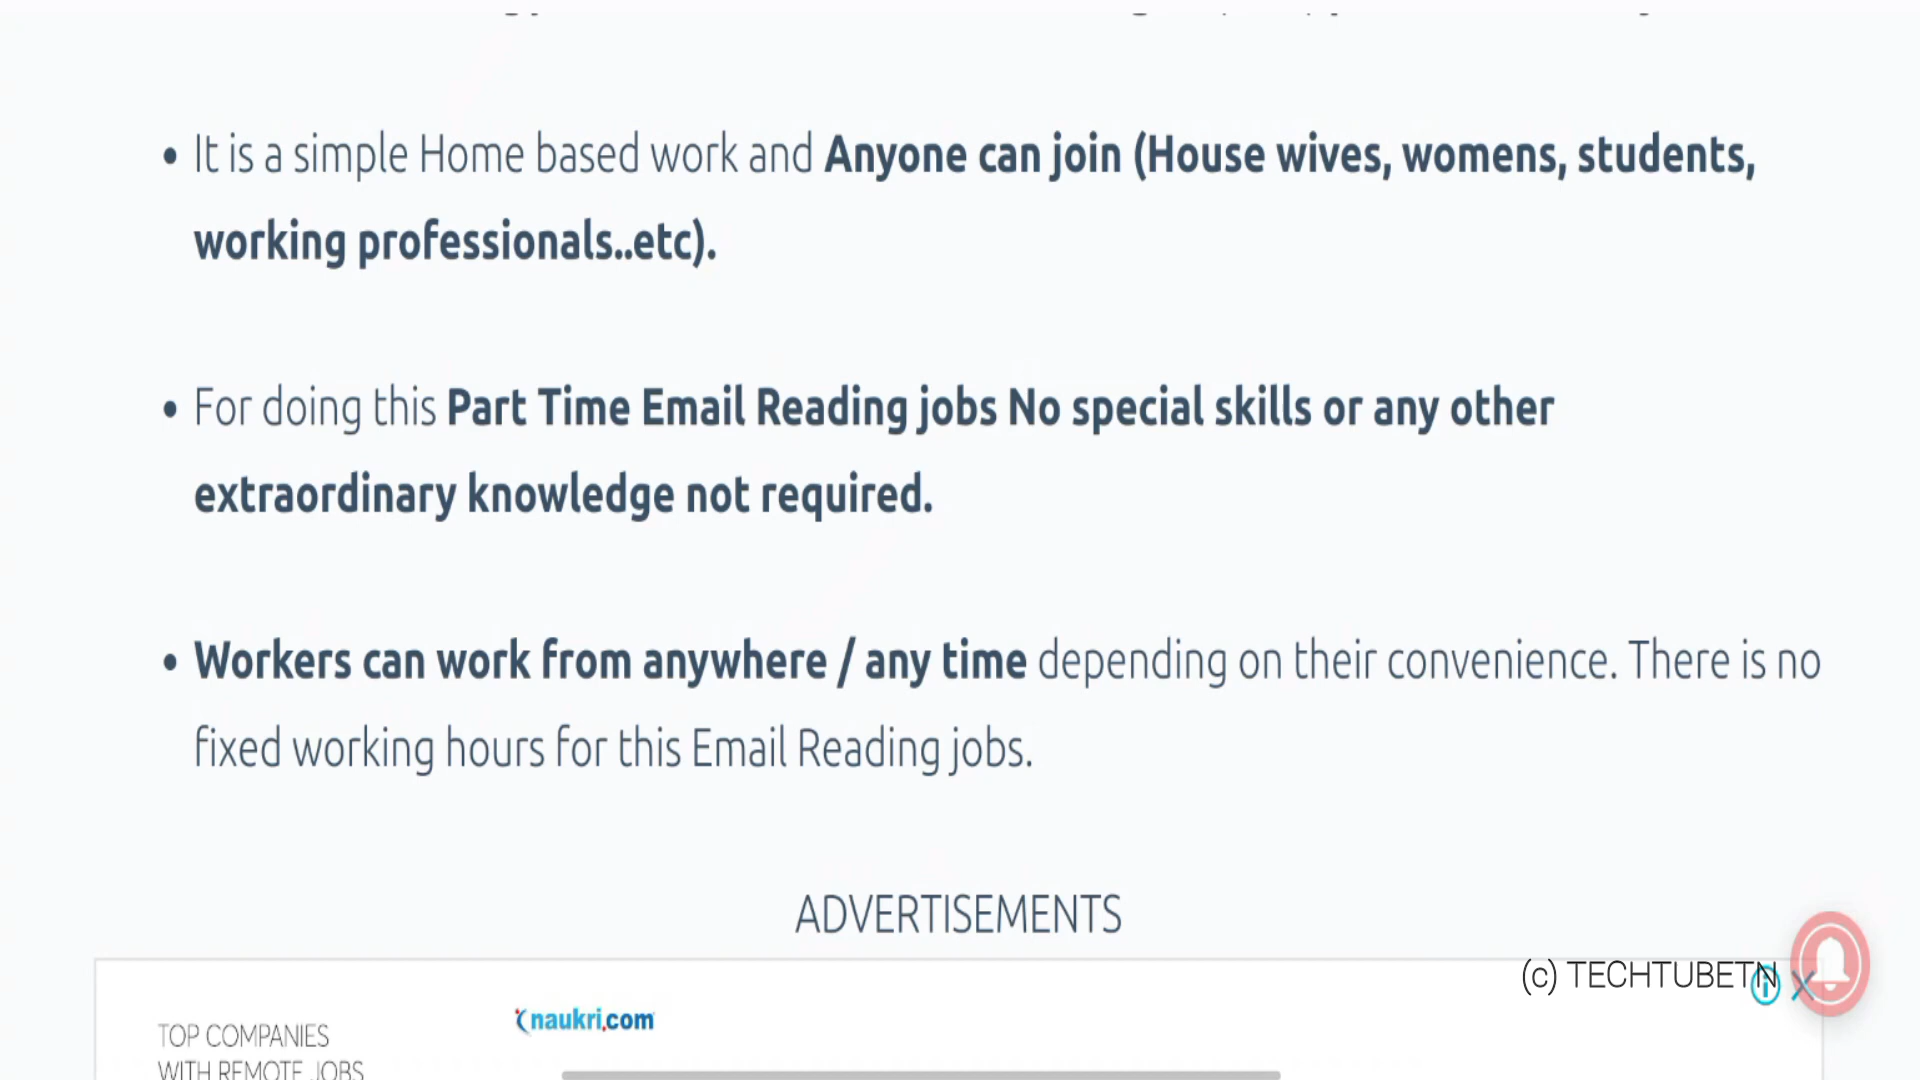 • It is a simple Home based work and Anyone can join (House wives, womens, students,
working professionals..etc).
• For doing this Part Time Email Reading jobs No special skills or any other
extraordinary knowledge not required.
• Workers can work from anywhere / any time depending on their convenience. There is no
fixed working hours for this Email Reading jobs.
ADVERTISEMENTS
(c) TECHTUBETN
naukri.com
TOP COMPANIES
WITH REMOTE JOBS